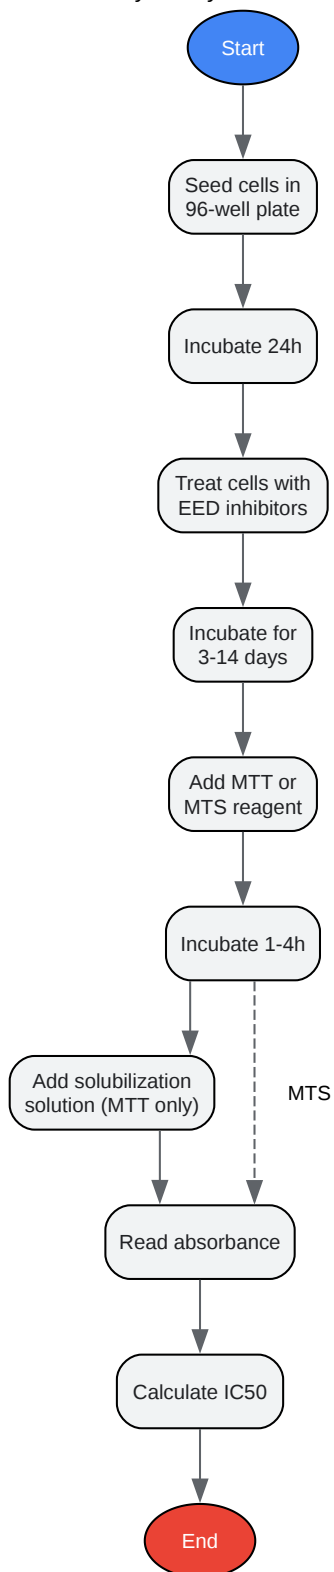 Start
Seed cells in
96-well plate
Incubate 24h
Treat cells with
EED inhibitors
Incubate for
3-14 days
Add MTT or
MTS reagent
Incubate 1-4h
Add solubilization
solution (MTT only)
MTS
Read absorbance
Calculate IC50
End